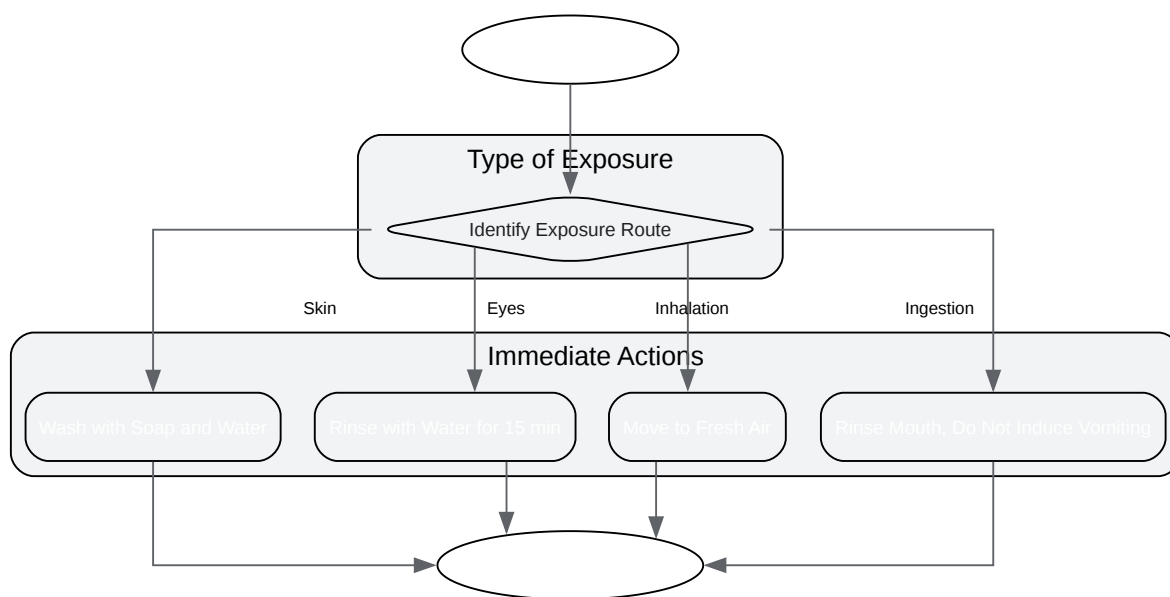 Type of Exposure
Identify Exposure Route
Skin
Eyes
Inhalation
Ingestion
Immediate Actions
Wash with Soap and Water
Rinse with Water for 15 min
Move to Fresh Air
Rinse Mouth, Do Not Induce Vomiting